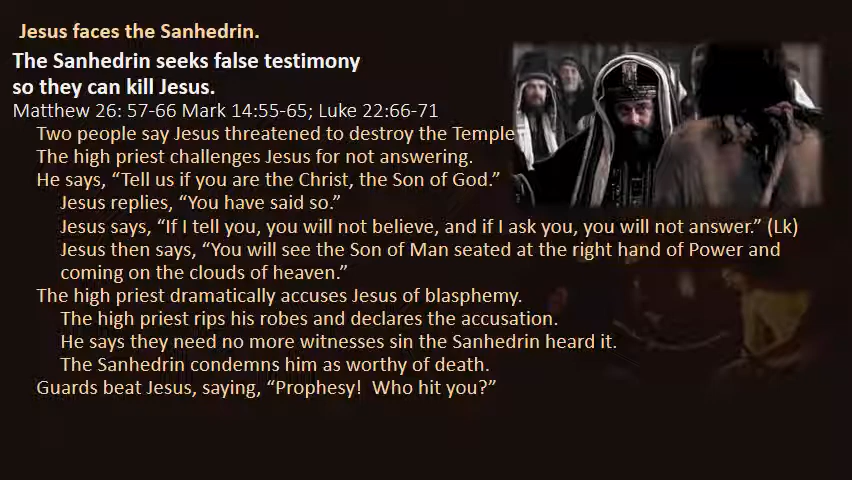 Jesus faces the Sanhedrin.
The Sanhedrin seeks false testimony
so they can kill Jesus.
Matthew 26: 57-66 Mark 14:55-65; Luke 22:66-71
Two people say Jesus threatened to destroy the Temple
The high priest challenges Jesus for not answering.
He says, “Tell us if you are the Christ, the Son of God.”
Jesus replies, “You have said so.”
Jesus says, “If I tell you, you will not believe, and if I ask you, you will not answer.” (Lk)
Jesus then says, “You will see the Son of Man seated at the right hand of Power and
coming on the clouds of heaven.”
The high priest dramatically accuses Jesus of blasphemy.
The high priest rips his robes and declares the accusation.
He says they need no more witnesses sin the Sanhedrin heard it.
The Sanhedrin condemns him as worthy of death.
Guards beat Jesus, saying, “Prophesy!  Who hit you?”